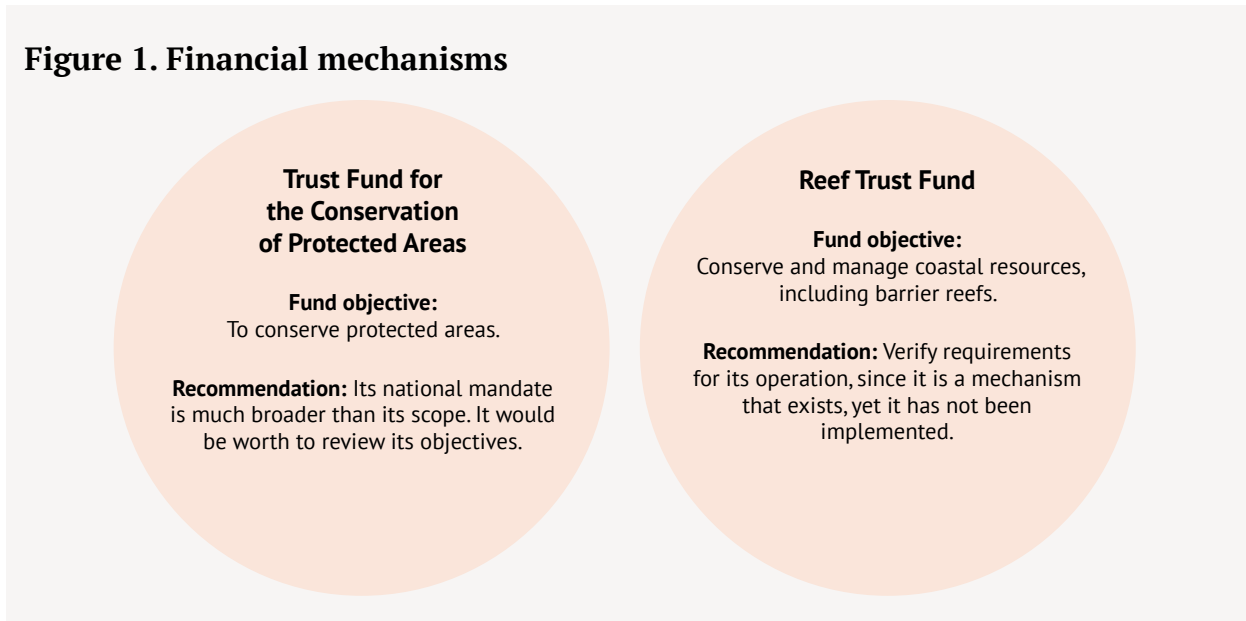 Figure 1. Financial mechanisms
Trust Fund for
the Conservation
of Protected Areas
Fund objective:
To conserve protected areas.
Recommendation: Its national mandate
is much broader than its scope. It would
be worth to review its objectives.
Reef Trust Fund
Fund objective:
Conserve and manage coastal resources,
including barrier reefs.
Recommendation: Verify requirements
for its operation, since it is a mechanism
that exists, yet it has not been
implemented.